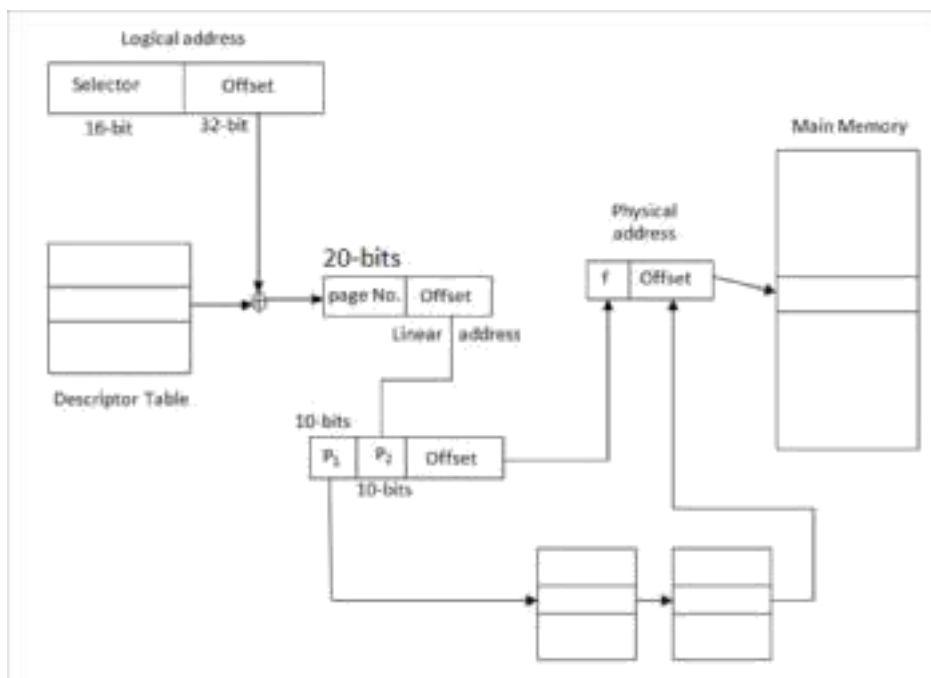 Logical address
Selector Offset
16-bit 32-bit
Main Memory
Physical
address
20-bits
f Offset
page No. Offset
Linear address
Descriptor Table
10-bits
P₁ P₂ Offset
10-bits